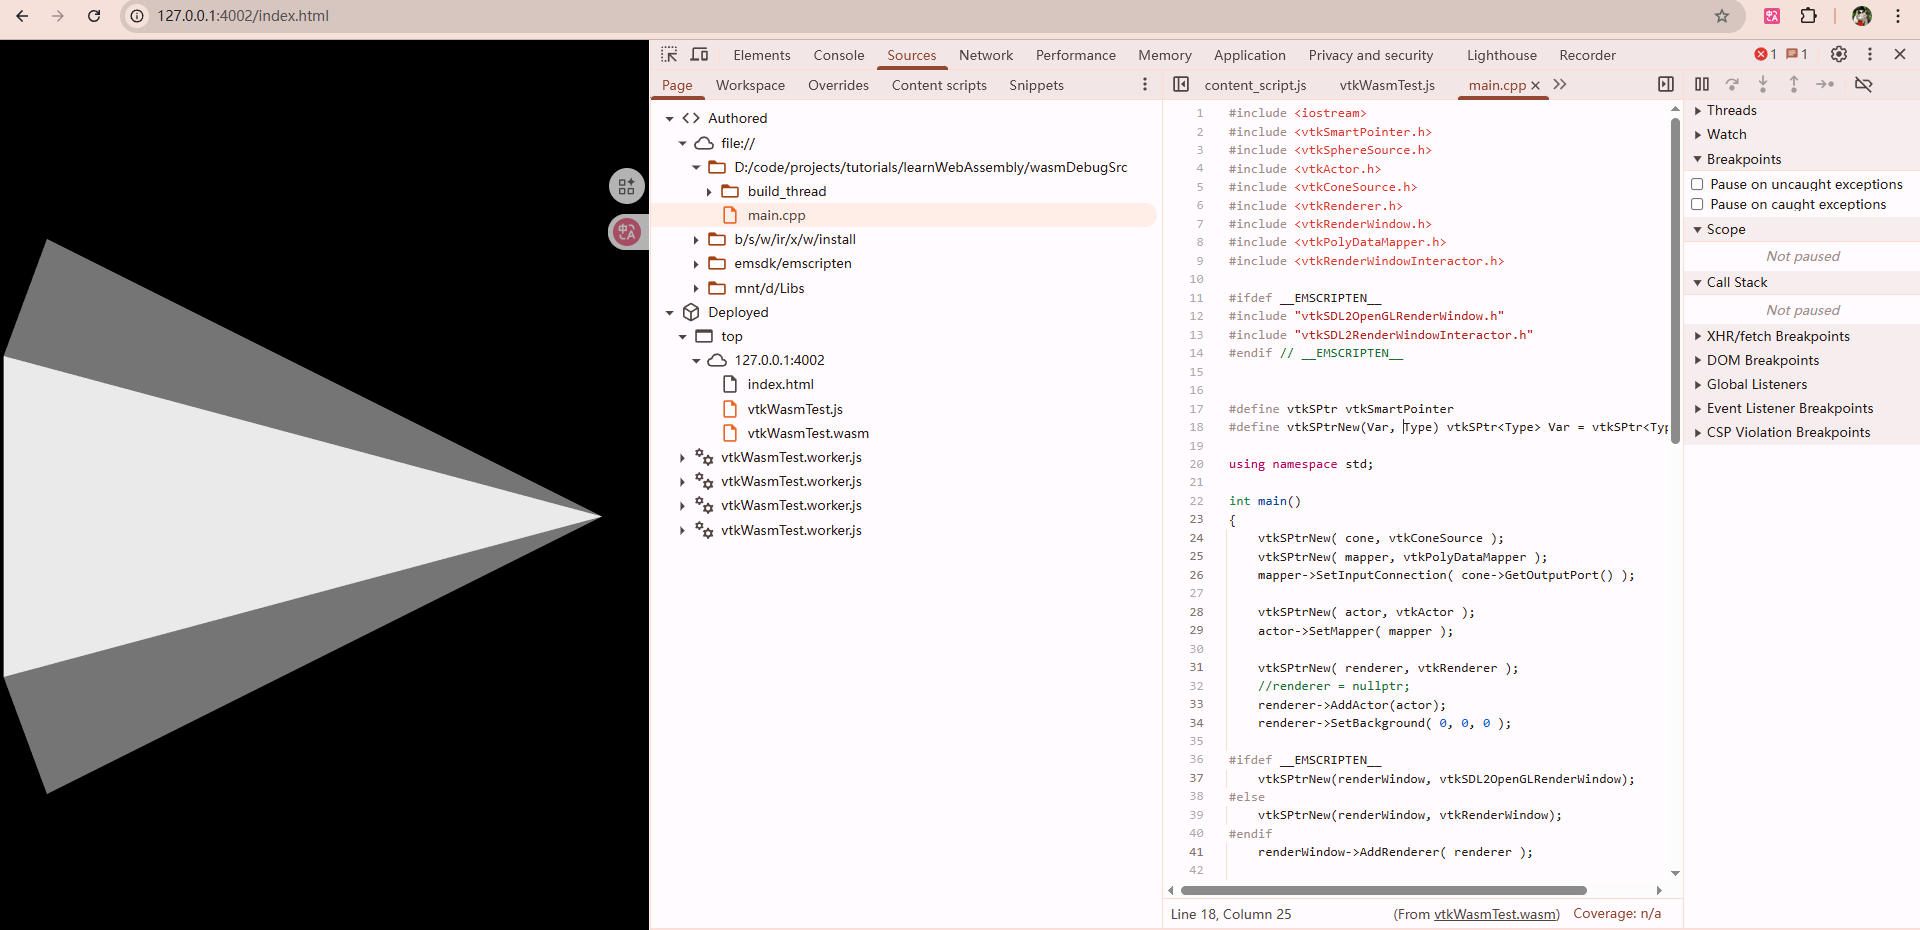 127.0.0.1:4002/index.html
Elements Console Sources Network Performance Memory Application Privacy and security Lighthouse Recorder 1 1
Page Workspace Overrides Content scripts Snippets
content_script.js vtkWasmTest.js main.cpp
Authored
file://
D:/code/projects/tutorials/learnWebAssembly/wasmDebugSrc
build_thread
main.cpp
b/s/w/ir/x/w/install
emsdk/emscripten
mnt/d/Libs
Deployed
top
127.0.0.1:4002
index.html
vtkWasmTest.js
vtkWasmTest.wasm
vtkWasmTest.worker.js
vtkWasmTest.worker.js
vtkWasmTest.worker.js
vtkWasmTest.worker.js
1 #include <iostream>
2 #include <vtkSmartPointer.h>
3 #include <vtkSphereSource.h>
4 #include <vtkActor.h>
5 #include <vtkConeSource.h>
6 #include <vtkRenderer.h>
7 #include <vtkRenderWindow.h>
8 #include <vtkPolyDataMapper.h>
9 #include <vtkRenderWindowInteractor.h>
10
11 #ifdef __EMSCRIPTEN__
12 #include "vtkSDL2OpenGLRenderWindow.h"
13 #include "vtkSDL2RenderWindowInteractor.h"
14 #endif // __EMSCRIPTEN__
15
16
17 #define vtkSPtr vtkSmartPointer
18 #define vtkSPtrNew(Var, Type) vtkSPtr<Type> Var = vtkSPtr<Typ
19
20 using namespace std;
21
22 int main()
23 {
24 vtkSPtrNew( cone, vtkConeSource );
25 vtkSPtrNew( mapper, vtkPolyDataMapper );
26 mapper->SetInputConnection( cone->GetOutputPort() );
27
28 vtkSPtrNew( actor, vtkActor );
29 actor->SetMapper( mapper );
30
31 vtkSPtrNew( renderer, vtkRenderer );
32 //renderer = nullptr;
33 renderer->AddActor(actor);
34 renderer->SetBackground( 0, 0, 0 );
35
36 #ifdef __EMSCRIPTEN__
37 vtkSPtrNew(renderWindow, vtkSDL2OpenGLRenderWindow);
38 #else
39 vtkSPtrNew(renderWindow, vtkRenderWindow);
40 #endif
41 renderWindow->AddRenderer( renderer );
42
Line 18, Column 25 (From vtkWasmTest.wasm) Coverage: n/a
Threads
Watch
Breakpoints
Pause on uncaught exceptions
Pause on caught exceptions
Scope
Not paused
Call Stack
Not paused
XHR/fetch Breakpoints
DOM Breakpoints
Global Listeners
Event Listener Breakpoints
CSP Violation Breakpoints